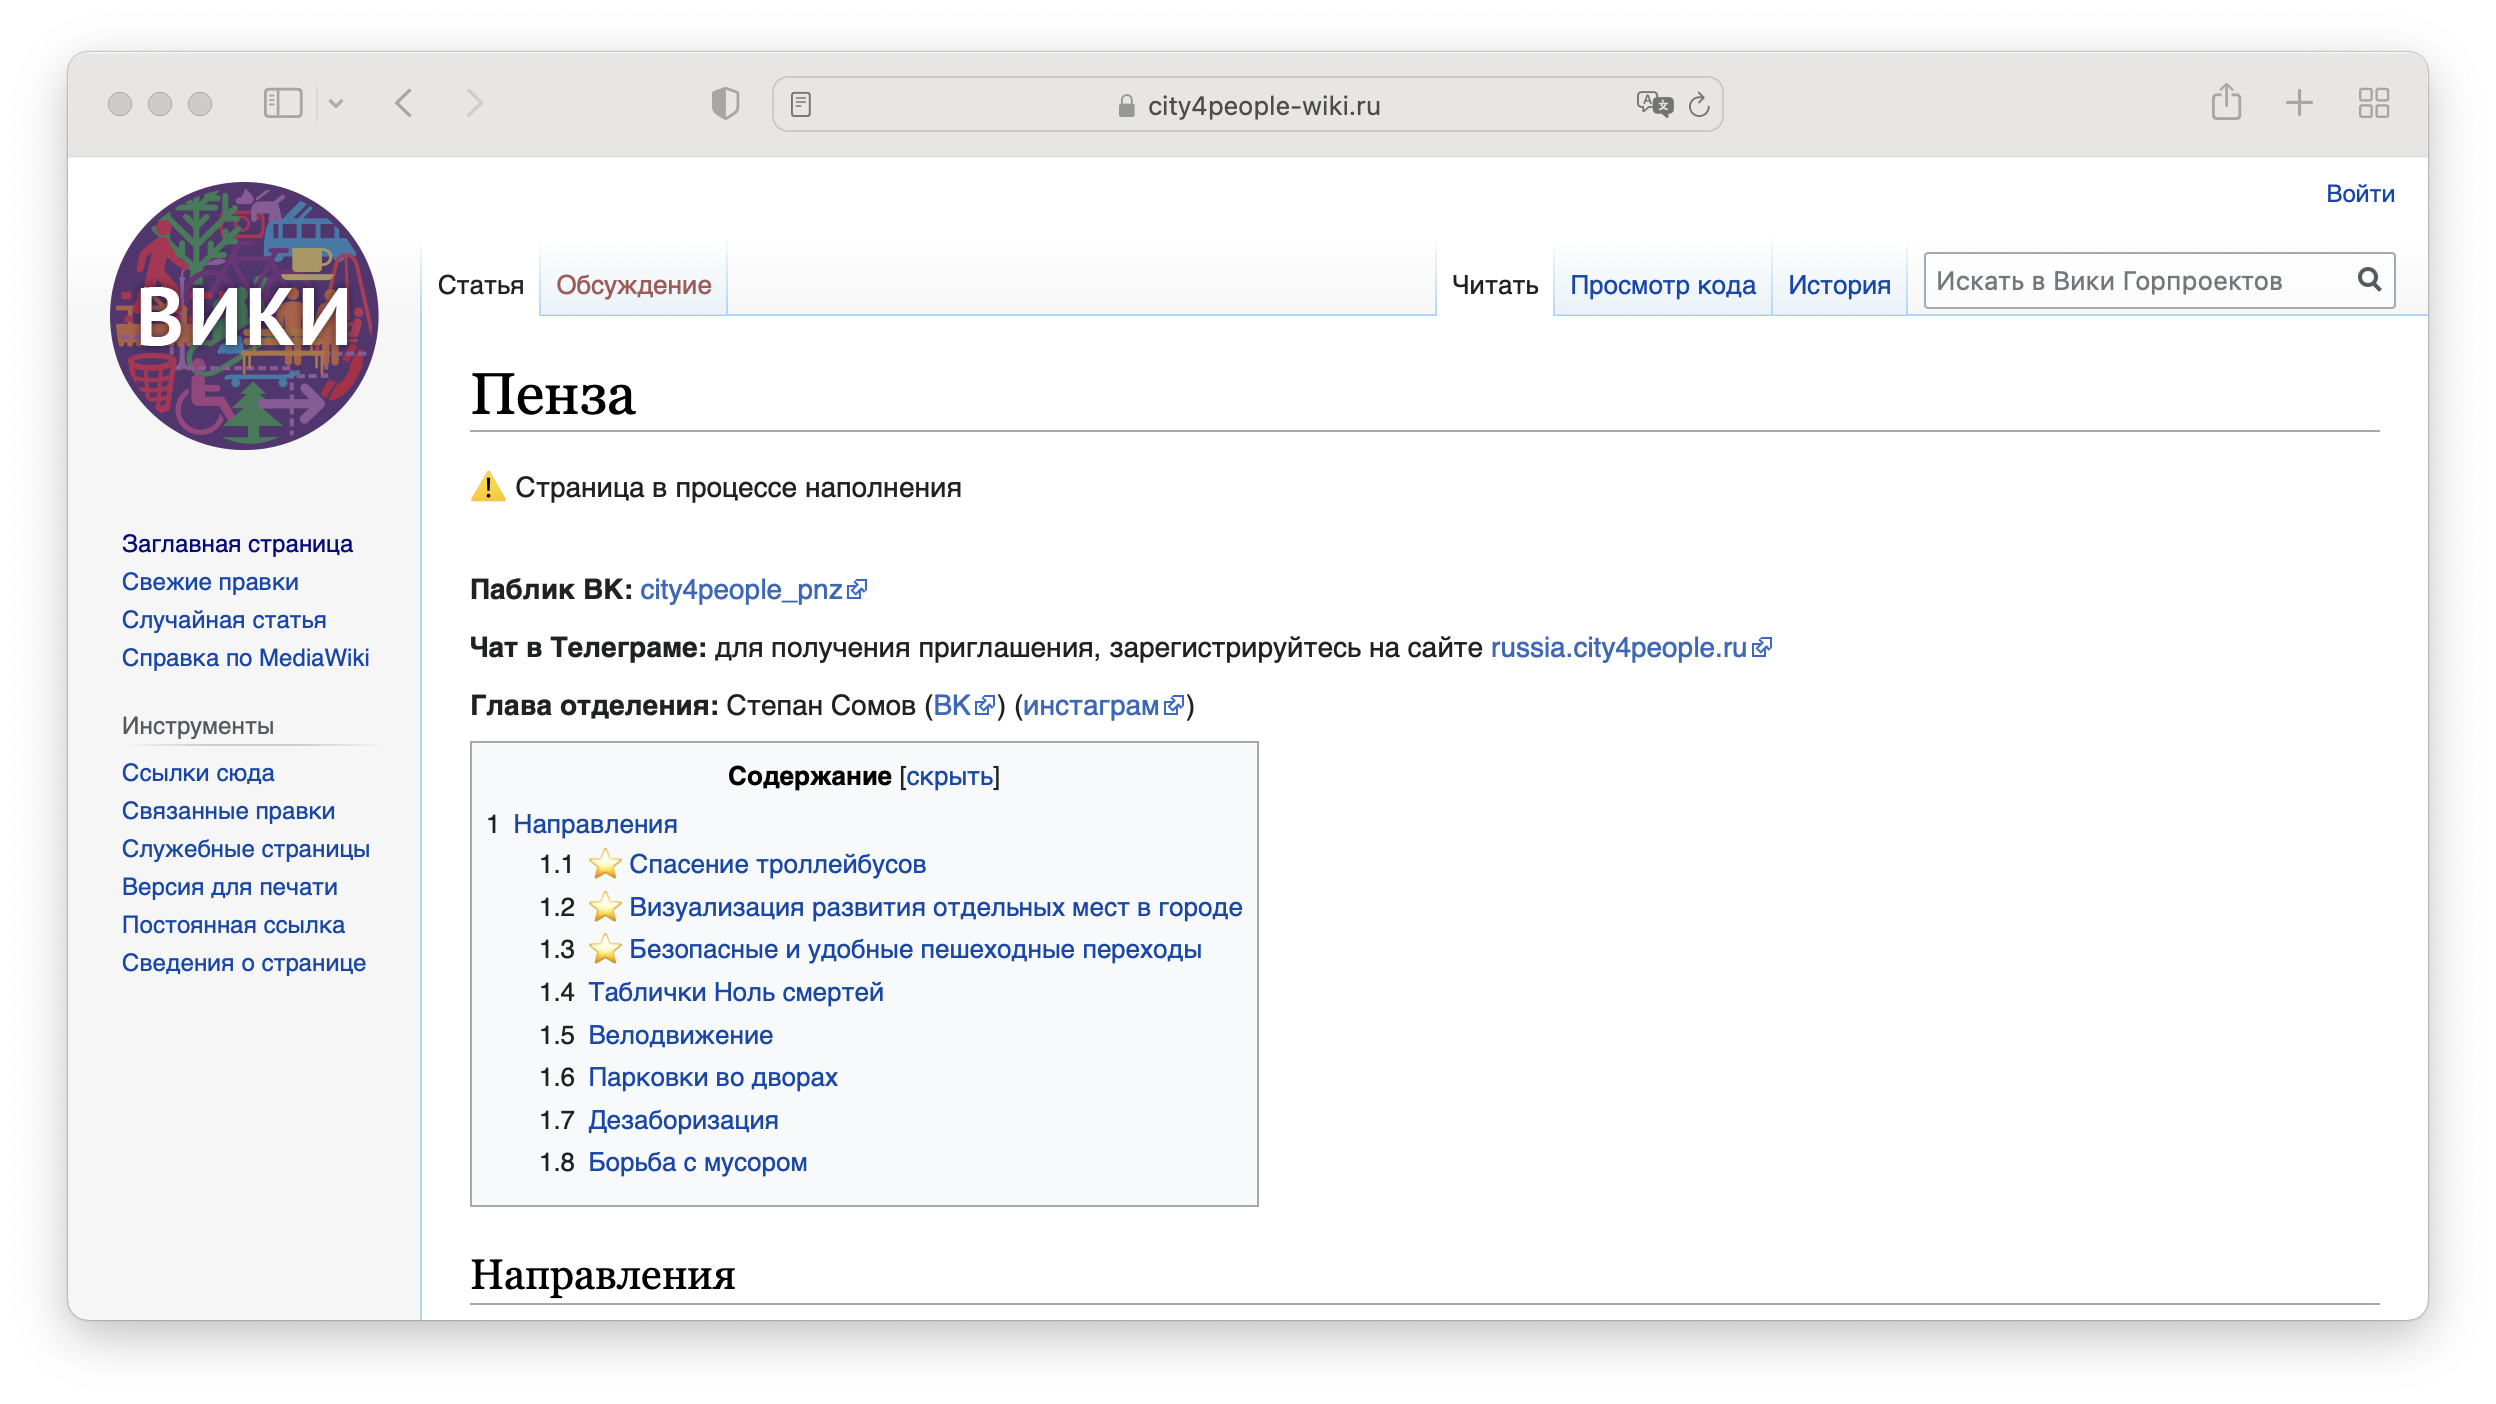 city4people-wiki.ru
Войти
ВИКИ
Статья
Обсуждение
Читать
Просмотр кода
История
Искать в Вики Горпроектов
Пенза
⚠️ Страница в процессе наполнения
Заглавная страница
Свежие правки
Случайная статья
Справка по MediaWiki
Инструменты
Ссылки сюда
Связанные правки
Служебные страницы
Версия для печати
Постоянная ссылка
Сведения о странице
Паблик ВК: city4people_pnz
Чат в Телеграме: для получения приглашения, зарегистрируйтесь на сайте russia.city4people.ru
Глава отделения: Степан Сомов (ВК) (инстаграм)
Содержание [скрыть]
1 Направления
1.1 ⭐ Спасение троллейбусов
1.2 ⭐ Визуализация развития отдельных мест в городе
1.3 ⭐ Безопасные и удобные пешеходные переходы
1.4 Таблички Ноль смертей
1.5 Велодвижение
1.6 Парковки во дворах
1.7 Дезаборизация
1.8 Борьба с мусором
Направления